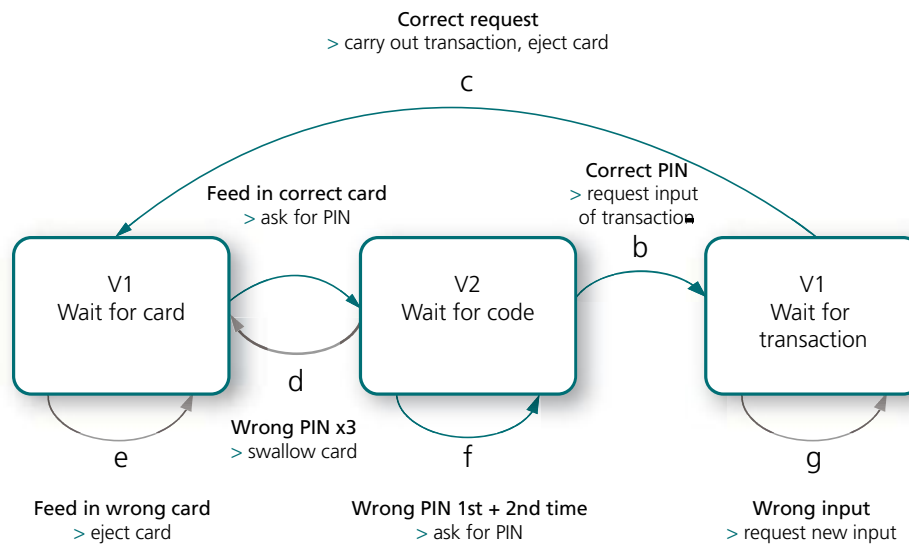 Correct request
> carry out transaction, eject card
c
Feed in correct card
> ask for PIN
Correct PIN
> request input
of transaction
b
V1
Wait for card
V2
Wait for code
V1
Wait for
transaction
d
Wrong PIN x3
> swallow card
e
f
g
Feed in wrong card
> eject card
Wrong PIN 1st + 2nd time
> ask for PIN
Wrong input
> request new input